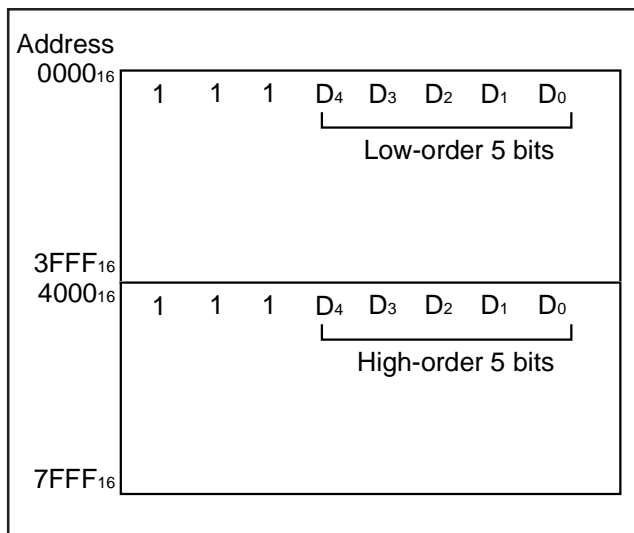 Address
0000₁₆
1 1 1 D₄ D₃ D₂ D₁ D₀
Low-order 5 bits
3FFF₁₆
4000₁₆
1 1 1 D₄ D₃ D₂ D₁ D₀
High-order 5 bits
7FFF₁₆